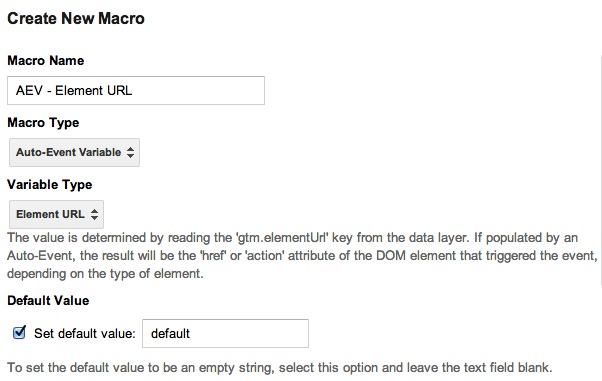 Create New Macro
Macro Name
AEV - Element URL
Macro Type
Auto-Event Variable
Variable Type
Element URL
The value is determined by reading the 'gtm.elementUrl' key from the data layer. If populated by an
Auto-Event, the result will be the 'href' or 'action' attribute of the DOM element that triggered the event,
depending on the type of element.
Default Value
Set default value: default
To set the default value to be an empty string, select this option and leave the text field blank.